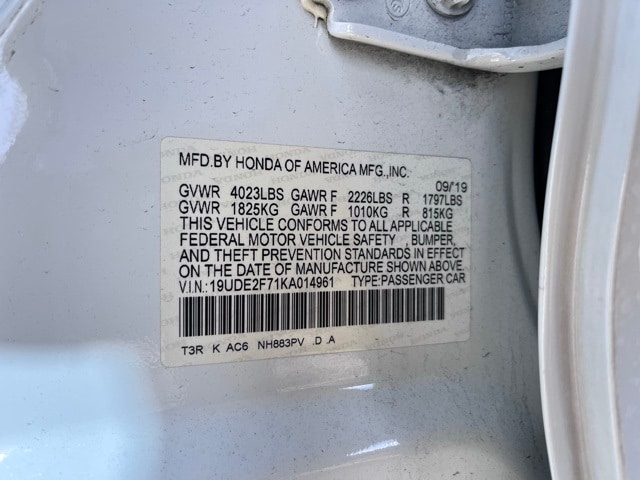 MFD.BY HONDA OF AMERICA MFG.,INC.
09/'19
GVWR 4023LBS GAWR F 2226LBS R 1797LBS
GVWR 1825KG GAWR F 1010KG R 815KG
THIS VEHICLE CONFORMS TO ALL APPLICABLE
FEDERAL MOTOR VEHICLE SAFETY , BUMPER,
AND THEFT PREVENTION STANDARDS IN EFFECT
ON THE DATE OF MANUFACTURE SHOWN ABOVE.
V.I.N.:19UDE2F71KA014961 TYPE:PASSENGER CAR
T3R K AC6 NH883PV .D .A